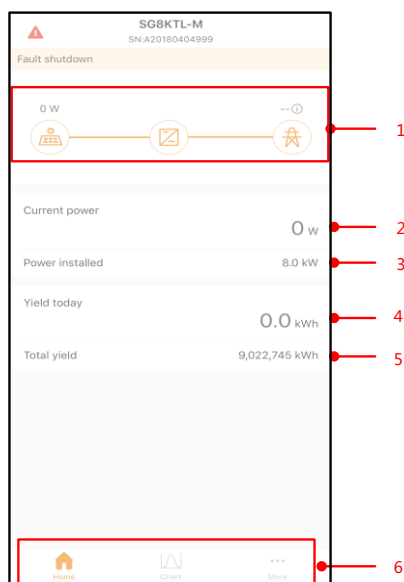 SG8KTL-M
SN:A20180404999
Fault shutdown
0 W
--
1
Current power
0 W
2
Power installed
8.0 kW
3
Yield today
0.0 kWh
4
Total yield
9,022,745 kWh
5
Home
Chart
More
6